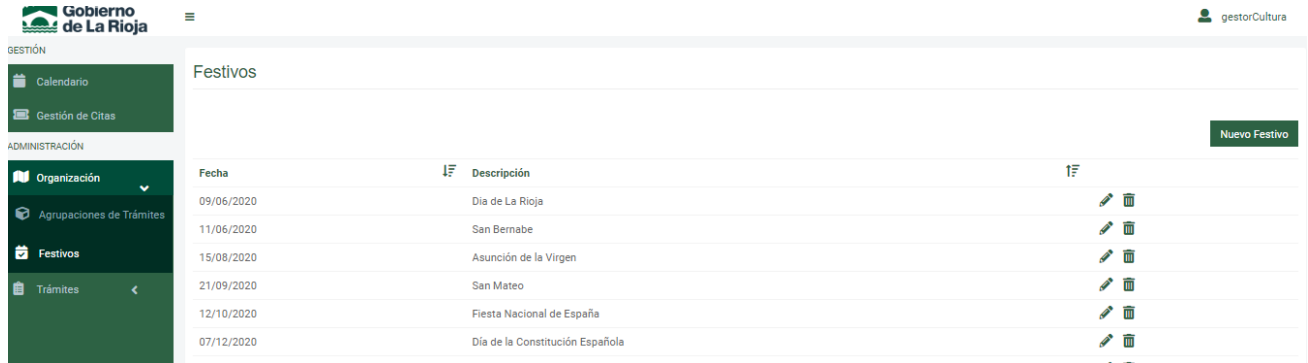 Gobierno
de La Rioja
gestorCultura
GESTIÓN
Calendario
Gestión de Citas
ADMINISTRACIÓN
Organización
Agrupaciones de Trámites
Festivos
Trámites
Festivos
Nuevo Festivo
Fecha Descripción
09/06/2020 Dia de La Rioja
11/06/2020 San Bernabe
15/08/2020 Asunción de la Virgen
21/09/2020 San Mateo
12/10/2020 Fiesta Nacional de España
07/12/2020 Día de la Constitución Española